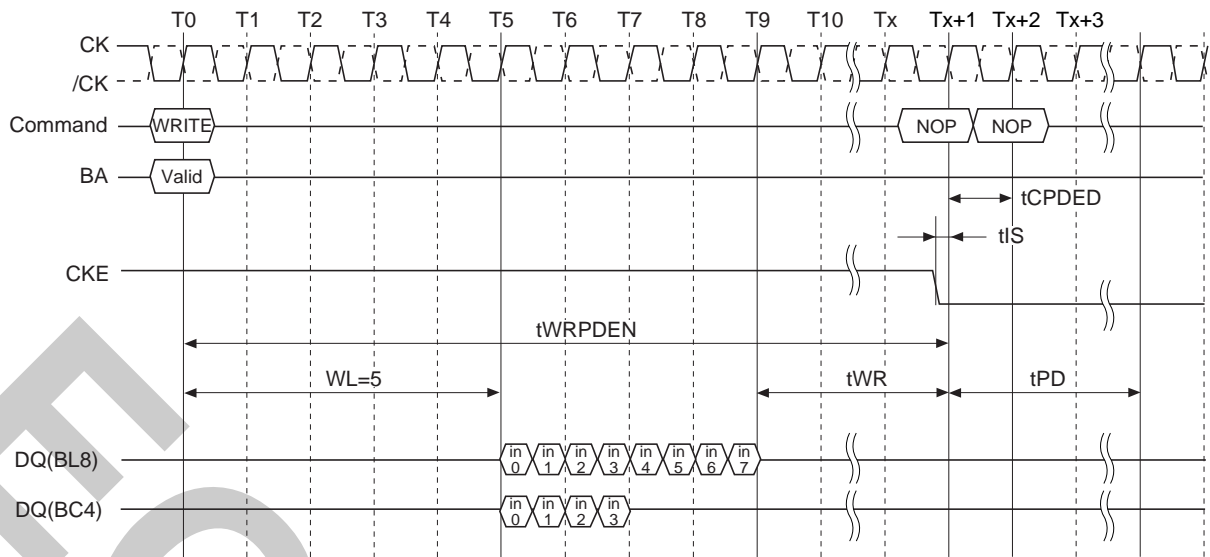 T0 T1 T2 T3 T4 T5 T6 T7 T8 T9 T10 Tx Tx+1 Tx+2 Tx+3
CK
/CK
Command WRITE NOP NOP
BA Valid
tCPDED
tIS
CKE
tWRPDEN
WL=5 tWR tPD
DQ(BL8) in 0 in 1 in 2 in 3 in 4 in 5 in 6 in 7
DQ(BC4) in 0 in 1 in 2 in 3